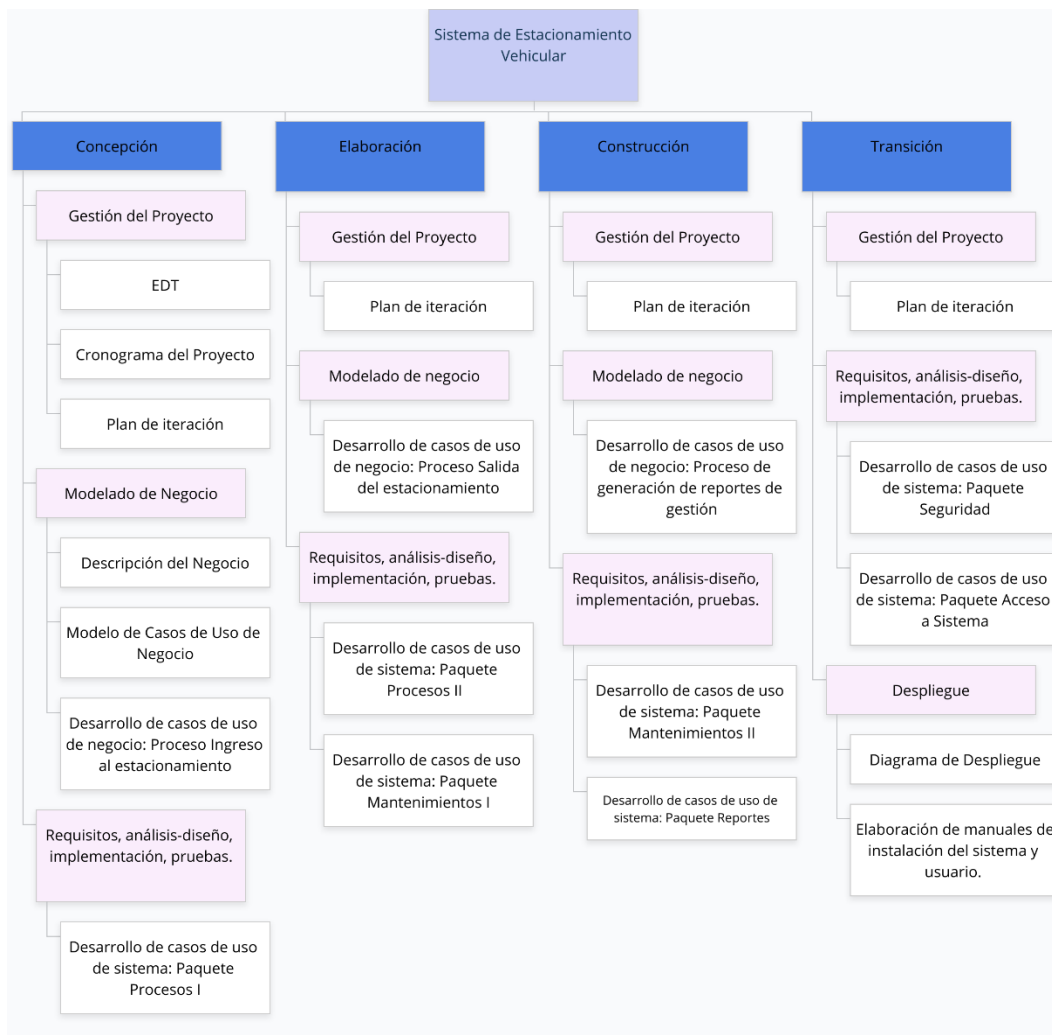 Sistema de Estacionamiento
Vehicular
Concepción
Gestión del Proyecto
EDT
Cronograma del Proyecto
Plan de iteración
Modelado de Negocio
Descripción del Negocio
Modelo de Casos de Uso de
Negocio
Desarrollo de casos de uso
de negocio: Proceso Ingreso
al estacionamiento
Requisitos, análisis-diseño,
implementación, pruebas.
Desarrollo de casos de uso
de sistema: Paquete
Procesos I
Elaboración
Gestión del Proyecto
Plan de iteración
Modelado de negocio
Desarrollo de casos de uso
de negocio: Proceso Salida
del estacionamiento
Requisitos, análisis-diseño,
implementación, pruebas.
Desarrollo de casos de uso
de sistema: Paquete
Procesos II
Desarrollo de casos de uso
de sistema: Paquete
Mantenimientos I
Construcción
Gestión del Proyecto
Plan de iteración
Modelado de negocio
Desarrollo de casos de uso
de negocio: Proceso de
generación de reportes de
gestión
Requisitos, análisis-diseño,
implementación, pruebas.
Desarrollo de casos de uso
de sistema: Paquete
Mantenimientos II
Desarrollo de casos de uso de
sistema: Paquete Reportes
Transición
Gestión del Proyecto
Plan de iteración
Requisitos, análisis-diseño,
implementación, pruebas.
Desarrollo de casos de uso
de sistema: Paquete
Seguridad
Desarrollo de casos de uso
de sistema: Paquete Acceso
a Sistema
Despliegue
Diagrama de Despliegue
Elaboración de manuales de
instalación del sistema y
usuario.